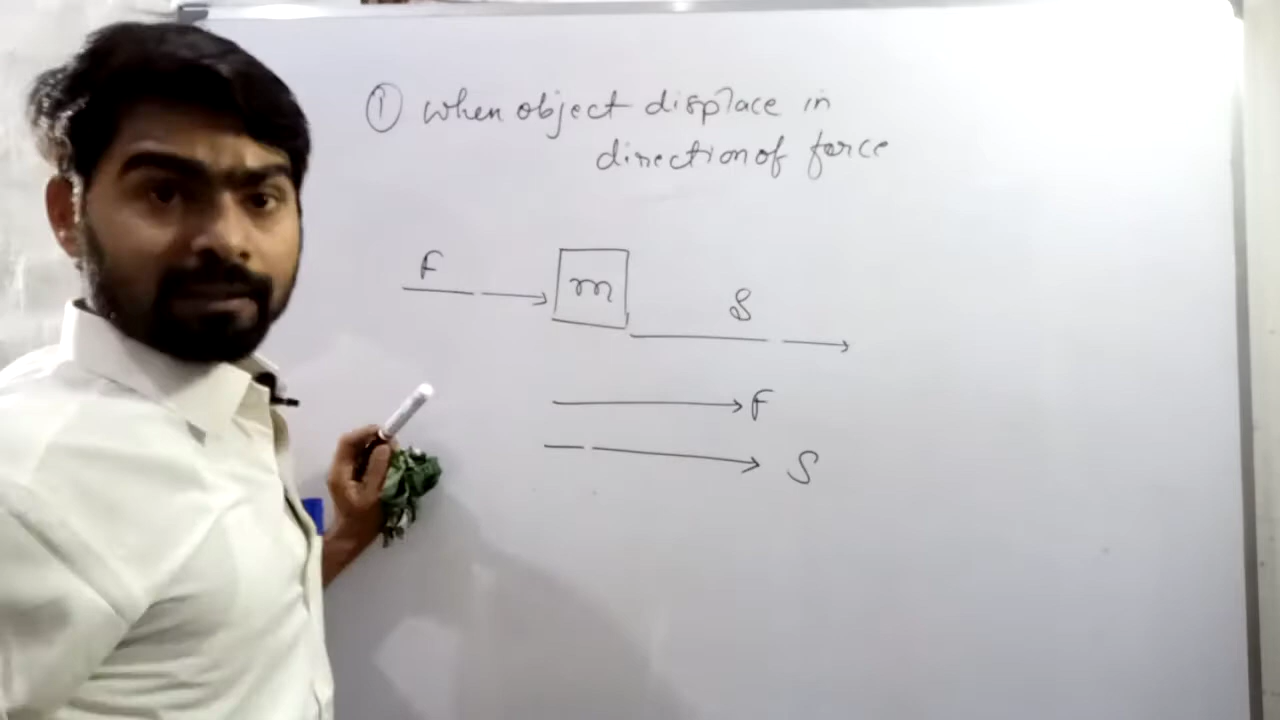 ① When object displace in
direction of force
F
m
S
F
S